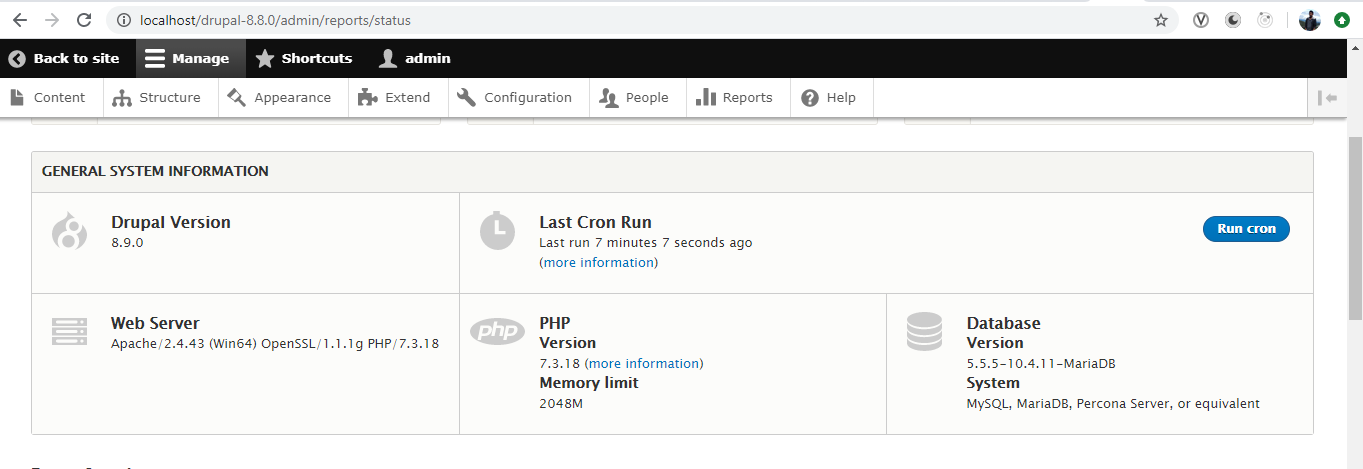 localhost/drupal-8.8.0/admin/reports/status
Back to site Manage Shortcuts admin
Content Structure Appearance Extend Configuration People Reports Help
GENERAL SYSTEM INFORMATION
Drupal Version
8.9.0
Last Cron Run
Last run 7 minutes 7 seconds ago
(more information)
Run cron
Web Server
Apache/2.4.43 (Win64) OpenSSL/1.1.1g PHP/7.3.18
php
PHP
Version
7.3.18 (more information)
Memory limit
2048M
Database
Version
5.5.5-10.4.11-MariaDB
System
MySQL, MariaDB, Percona Server, or equivalent